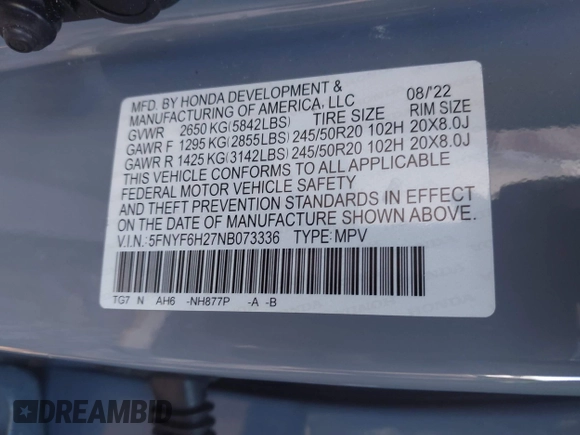 MFD. BY HONDA DEVELOPMENT &
MANUFACTURING OF AMERICA, LLC 08/'22
GVWR 2650 KG(5842LBS) TIRE SIZE RIM SIZE
GAWR F 1295 KG(2855LBS) 245/50R20 102H 20X8.0J
GAWR R 1425 KG(3142LBS) 245/50R20 102H 20X8.0J
THIS VEHICLE CONFORMS TO ALL APPLICABLE
FEDERAL MOTOR VEHICLE SAFETY
AND THEFT PREVENTION STANDARDS IN EFFECT
ON THE DATE OF MANUFACTURE SHOWN ABOVE.
V.I.N.: 5FNYF6H27NB073336 TYPE: MPV
TG7 N AH6 -NH877P -A -B
DREAMBID